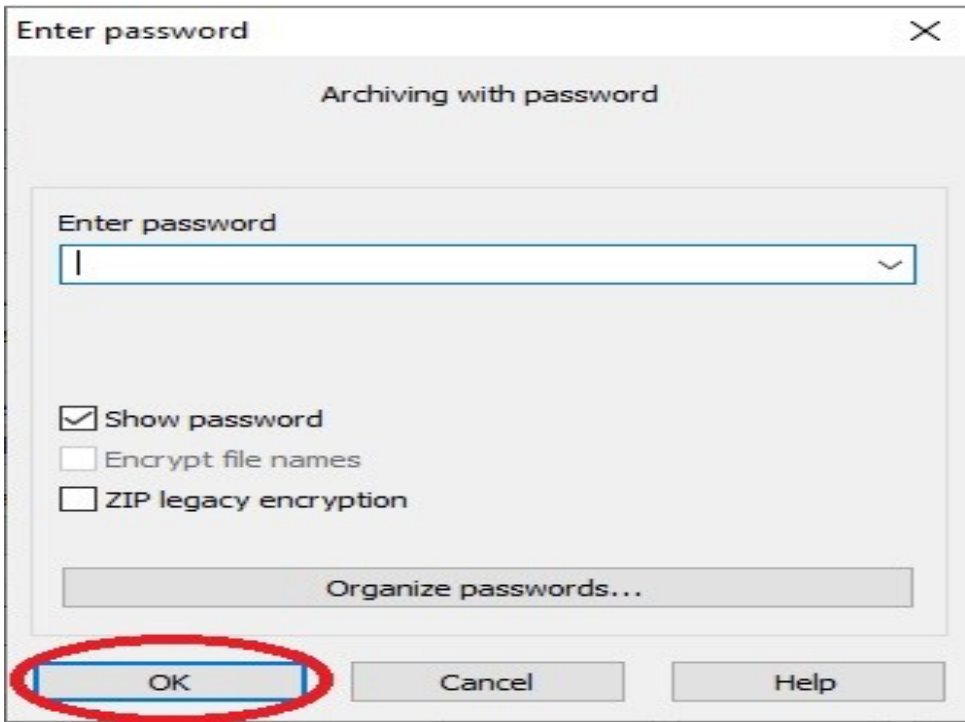 Enter password
Archiving with password
Enter password
Show password
Encrypt file names
ZIP legacy encryption
Organize passwords...
OK Cancel Help